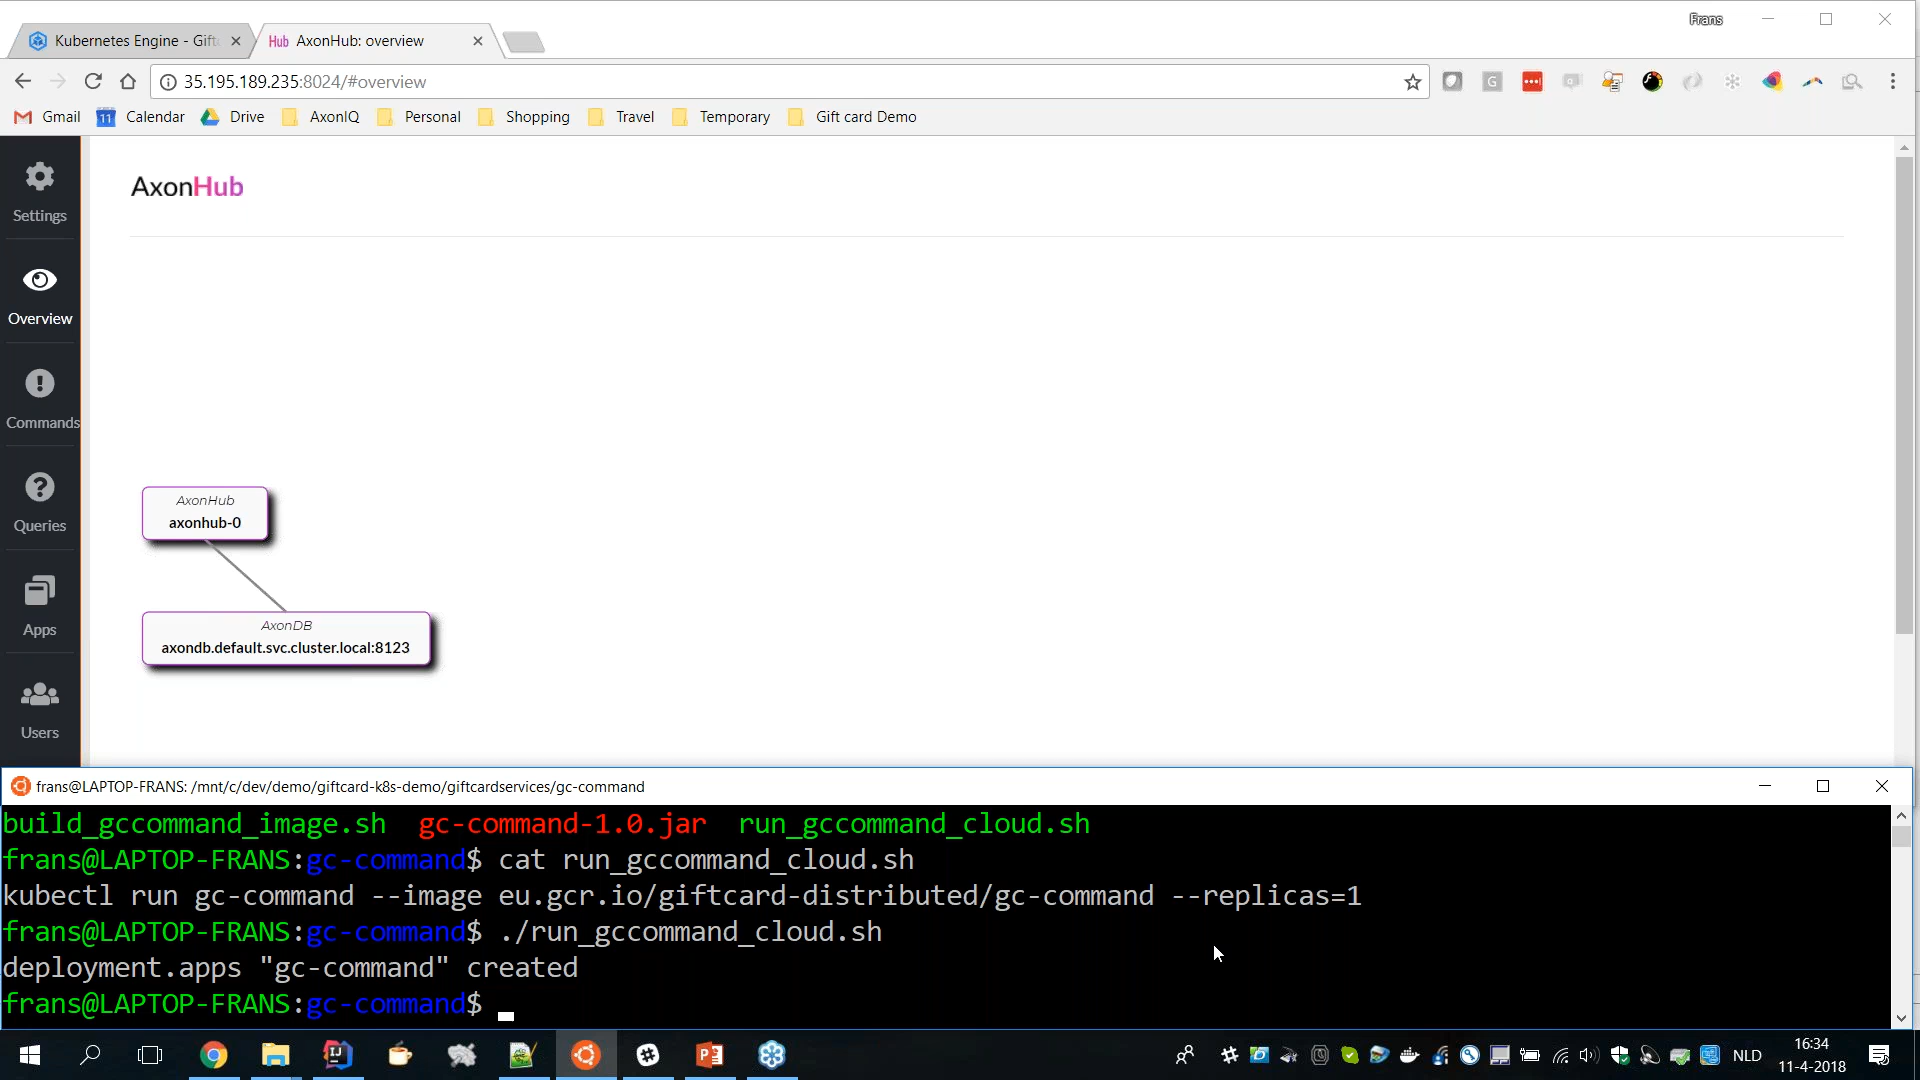 Frans
Kubernetes Engine - Gift
Hub AxonHub: overview
35.195.189.235:8024/#overview
Gmail
11 Calendar
Drive
AxonIQ
Personal
Shopping
Travel
Temporary
Gift card Demo
Settings
Overview
Commands
Queries
Apps
Users
AxonHub
AxonHub
axonhub-0
AxonDB
axondb.default.svc.cluster.local:8123
frans@LAPTOP-FRANS: /mnt/c/dev/demo/giftcard-k8s-demo/giftcardservices/gc-command
build_gccommand_image.sh gc-command-1.0.jar run_gccommand_cloud.sh
frans@LAPTOP-FRANS:gc-command$ cat run_gccommand_cloud.sh
kubectl run gc-command --image eu.gcr.io/giftcard-distributed/gc-command --replicas=1
frans@LAPTOP-FRANS:gc-command$ ./run_gccommand_cloud.sh
deployment.apps "gc-command" created
frans@LAPTOP-FRANS:gc-command$
NLD
16:34
11-4-2018